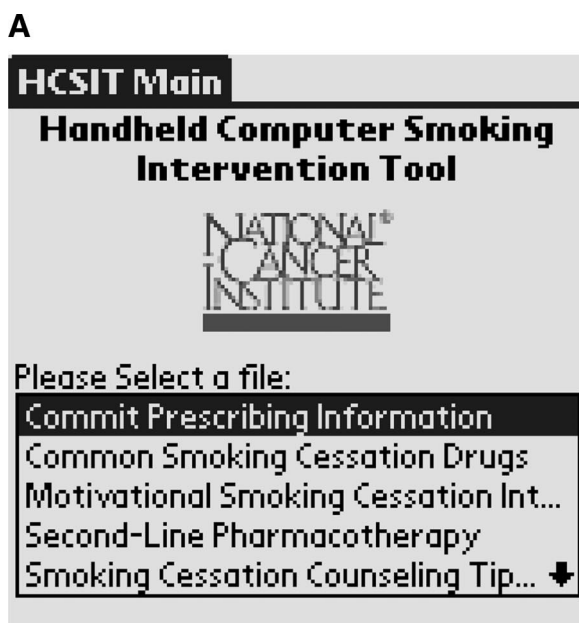 A
HCSIT Main
Handheld Computer Smoking
Intervention Tool
NATIONAL®
CANCER
INSTITUTE
Please Select a file:
Commit Prescribing Information
Common Smoking Cessation Drugs
Motivational Smoking Cessation Int...
Second-Line Pharmacotherapy
Smoking Cessation Counseling Tip...